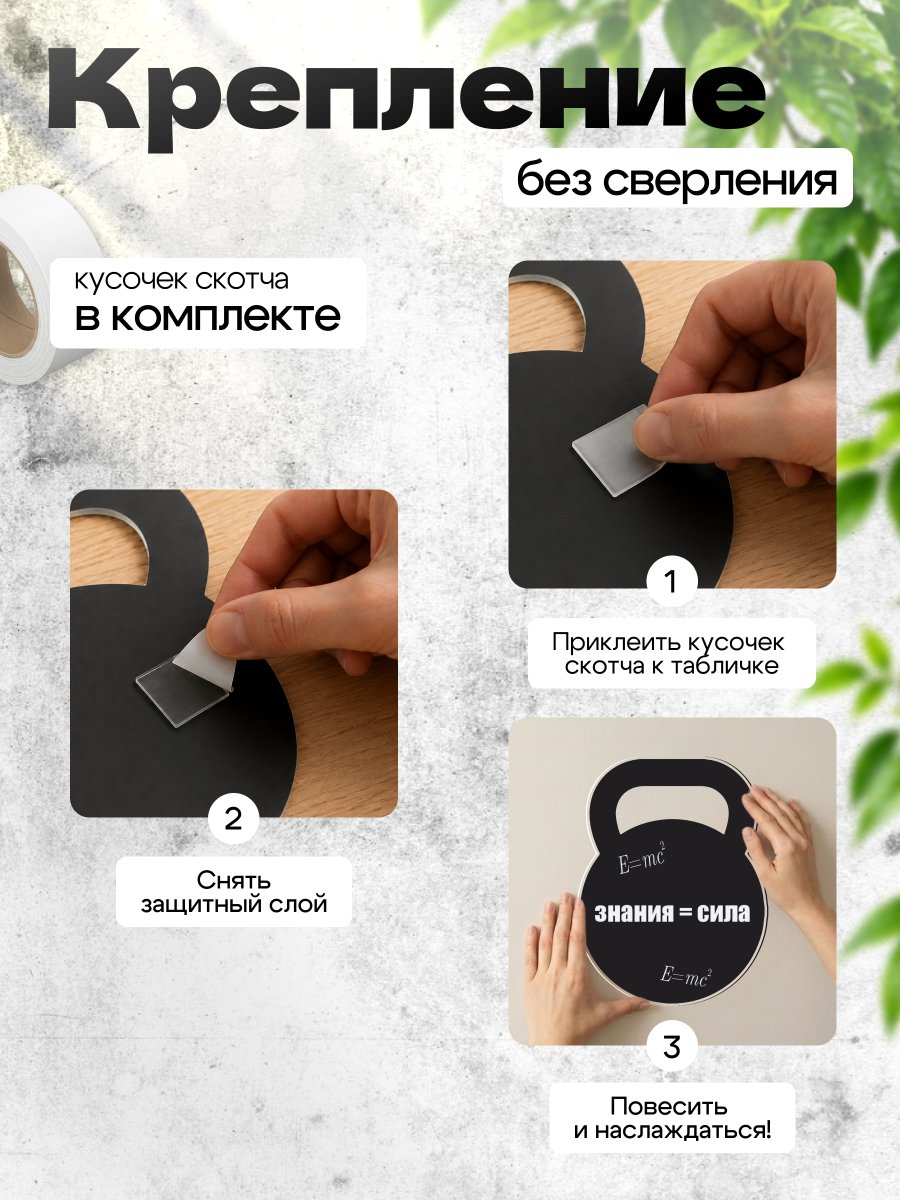 Крепление
без сверления
кусочек скотча
в комплекте
1
Приклеить кусочек
скотча к табличке
2
Снять
защитный слой
E=mc²
знания = сила
E=mc²
3
Повесить
и наслаждаться!